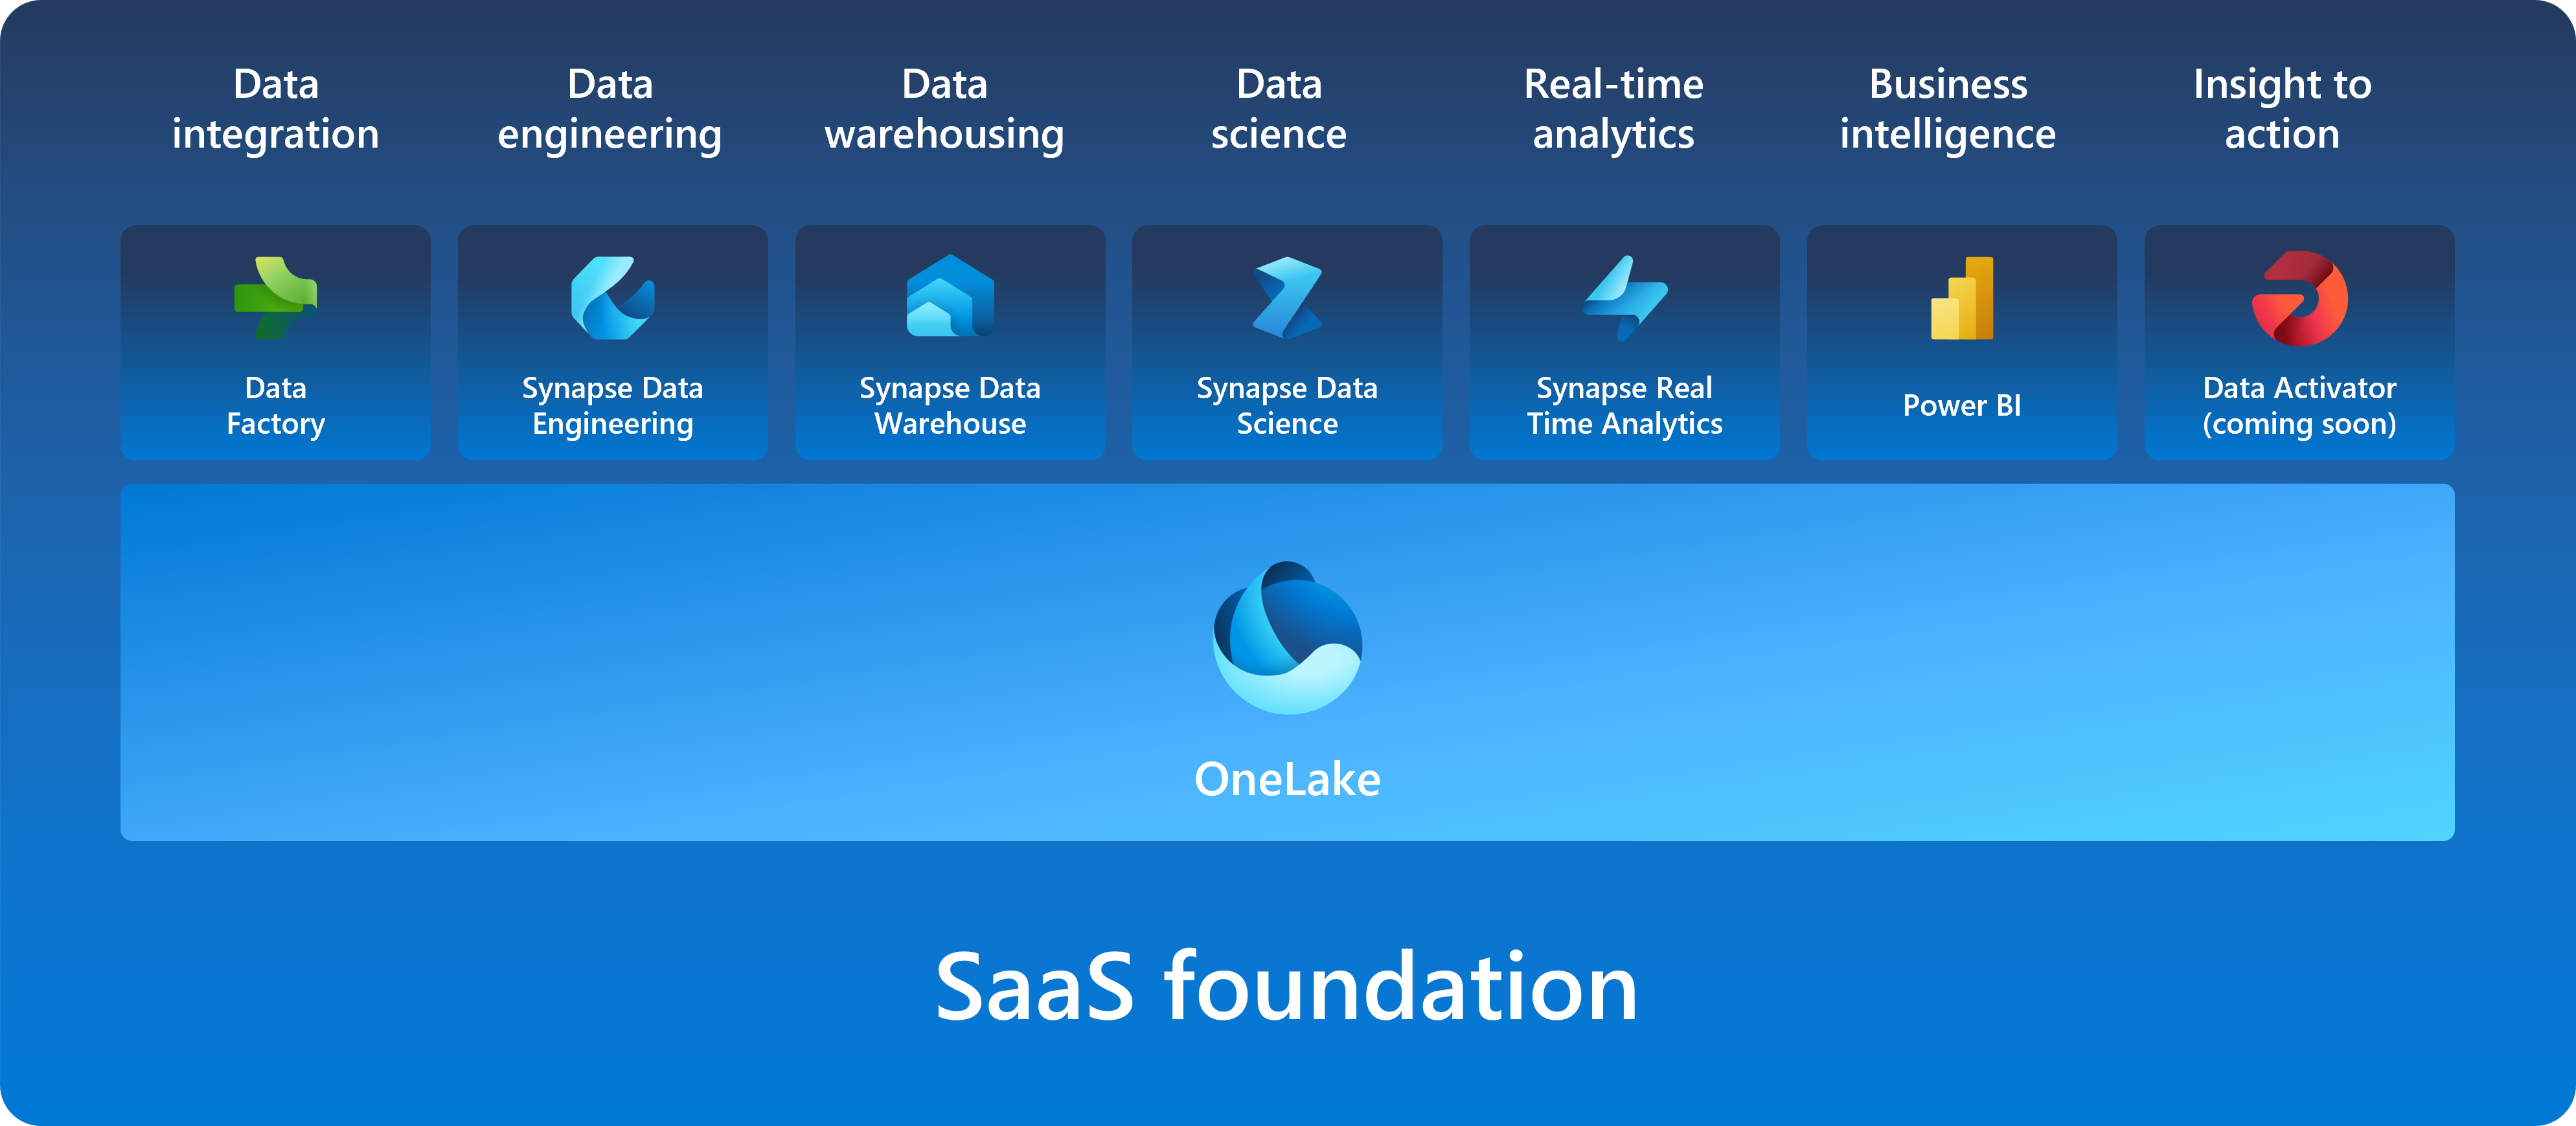 Data
integration
Data
engineering
Data
warehousing
Data
science
Real-time
analytics
Business
intelligence
Insight to
action
Data
Factory
Synapse Data
Engineering
Synapse Data
Warehouse
Synapse Data
Science
Synapse Real
Time Analytics
Power BI
Data Activator
(coming soon)
OneLake
SaaS foundation